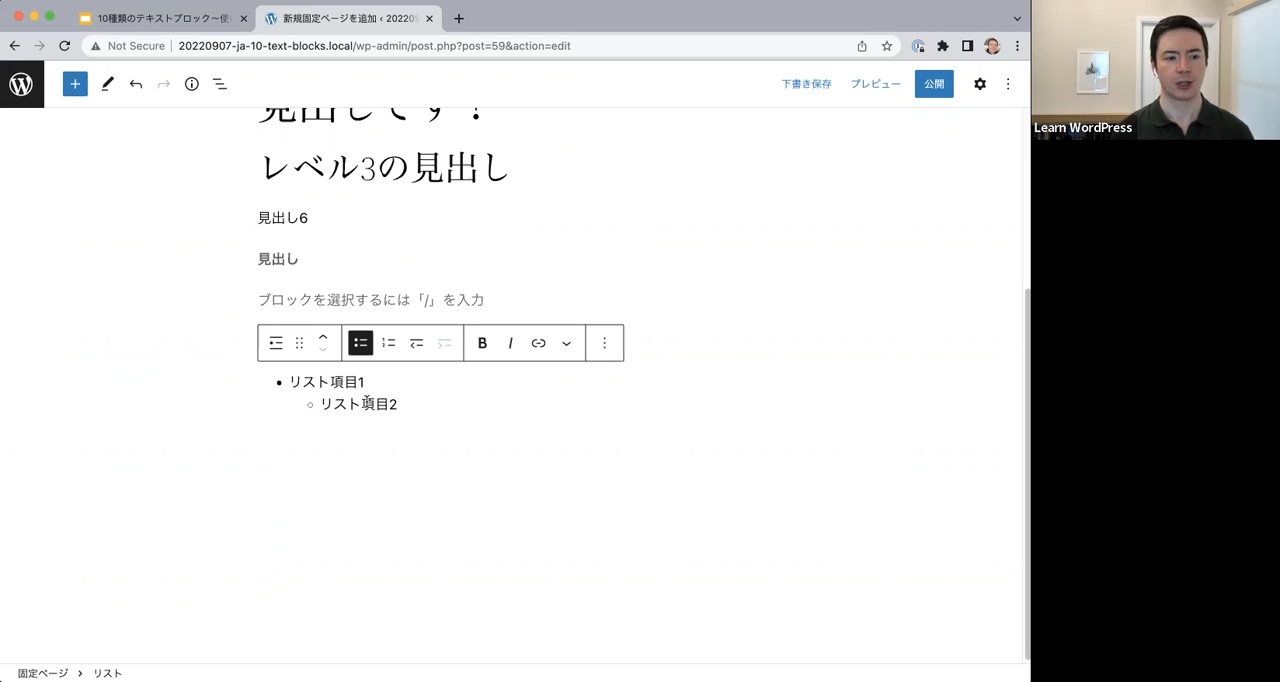 10種類のテキストブロック〜使
新規固定ページを追加 ‹ 20220
Not Secure
20220907-ja-10-text-blocks.local/wp-admin/post.php?post=59&action=edit
下書き保存
プレビュー
公開
Learn WordPress
見出しです！
レベル3の見出し
見出し6
見出し
ブロックを選択するには「/」を入力
B I
リスト項目1
リスト項目2
固定ページ › リスト